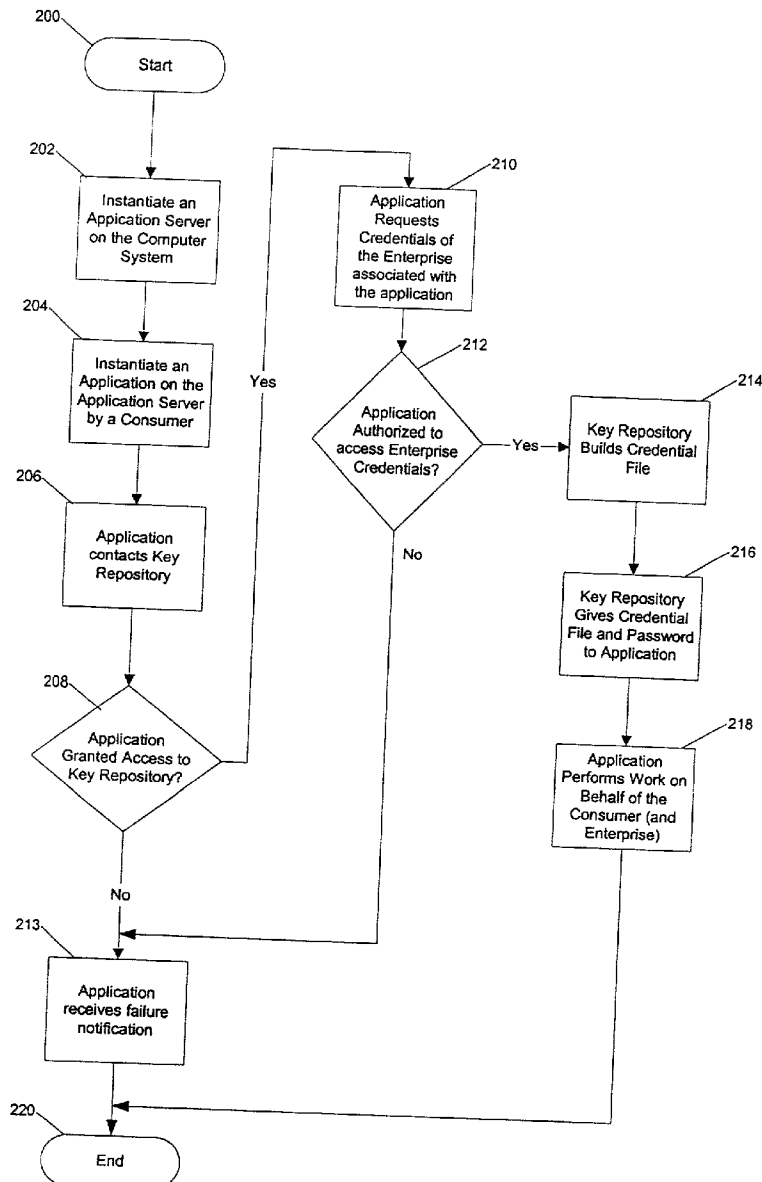 200
Start
202
Instantiate an
Appication Server
on the Computer
System
204
Instantiate an
Application on the
Application Server
by a Consumer
206
Application
contacts Key
Repository
208
Application
Granted Access to
Key Repository?
Yes
No
210
Application
Requests
Credentials of
the Enterprise
associated with
the application
212
Application
Authorized to
access Enterprise
Credentials?
Yes
No
213
Application
receives failure
notification
214
Key Repository
Builds Credential
File
216
Key Repository
Gives Credential
File and Password
to Application
218
Application
Performs Work on
Behalf of the
Consumer (and
Enterprise)
220
End